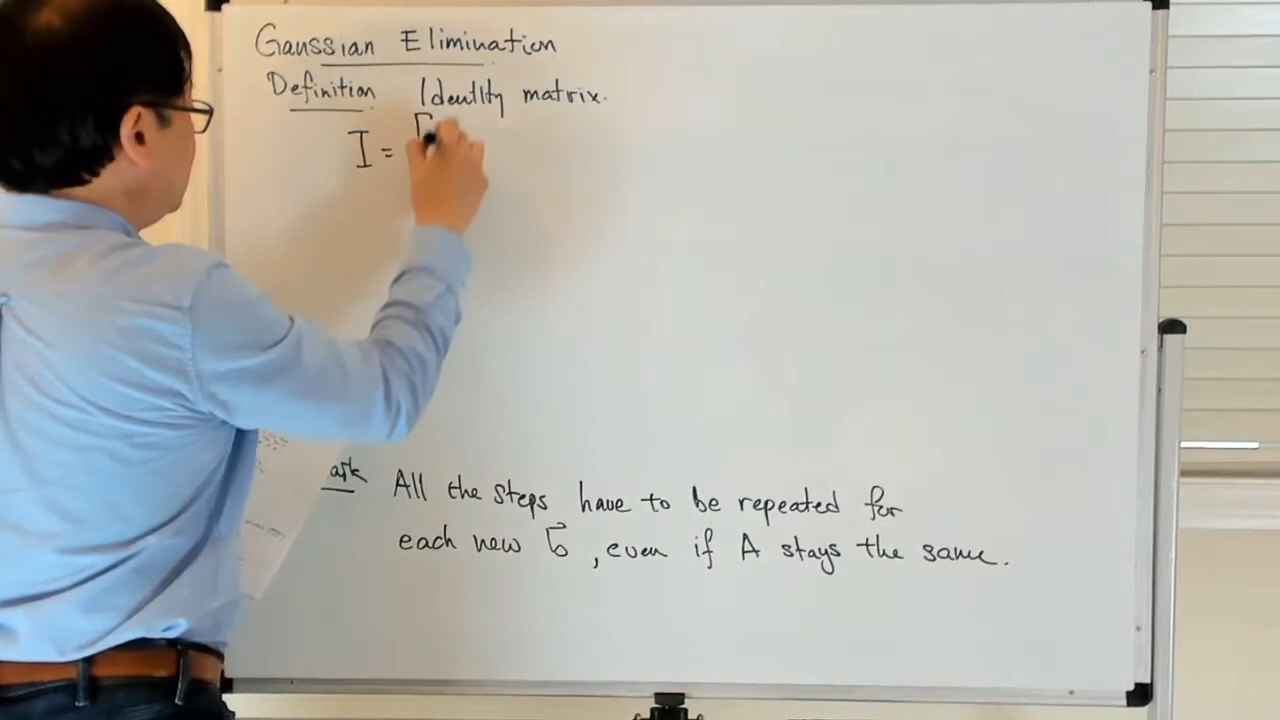 Gaussian Elimination
Definition Identity matrix.
I = [
ark All the steps have to be repeated for
each new b⃗, even if A stays the same.